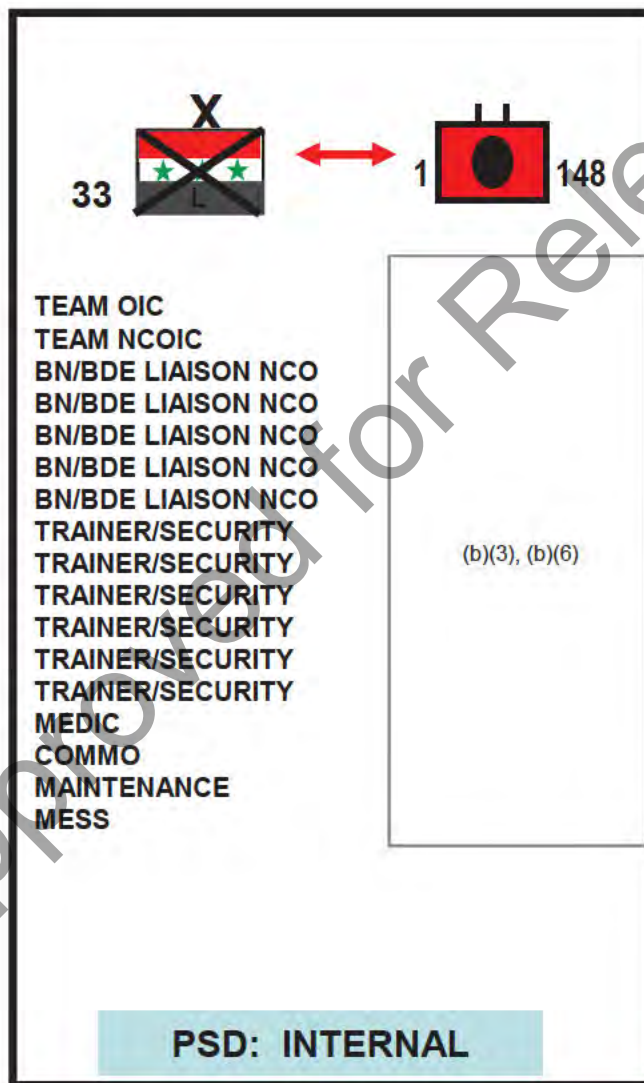 X
33
L
1
148
TEAM OIC
TEAM NCOIC
BN/BDE LIAISON NCO
BN/BDE LIAISON NCO
BN/BDE LIAISON NCO
BN/BDE LIAISON NCO
BN/BDE LIAISON NCO
TRAINER/SECURITY
TRAINER/SECURITY
TRAINER/SECURITY
TRAINER/SECURITY
TRAINER/SECURITY
TRAINER/SECURITY
MEDIC
COMMO
MAINTENANCE
MESS
(b)(3), (b)(6)
PSD: INTERNAL
pproved for Rele